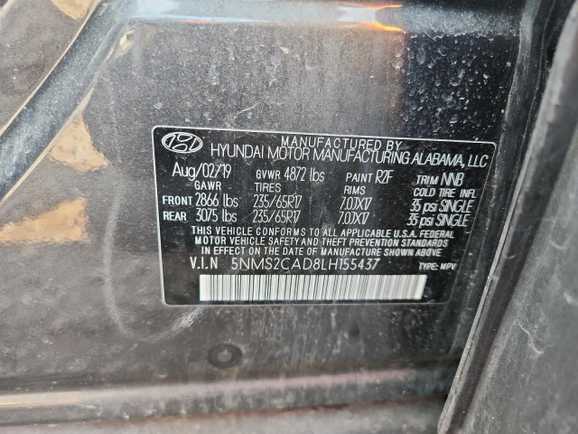 MANUFACTURED BY
HYUNDAI MOTOR MANUFACTURING ALABAMA, LLC
Aug/02/19 GVWR 4872 lbs PAINT R2F TRIM NNB
GAWR TIRES RIMS COLD TIRE INFL
FRONT 2866 lbs 235/65R17 7.0JX17 35 psi SINGLE
REAR 3075 lbs 235/65R17 7.0JX17 35 psi SINGLE
THIS VEHICLE CONFORMS TO ALL APPLICABLE U.S.A. FEDERAL
MOTOR VEHICLE SAFETY AND THEFT PREVENTION STANDARDS
IN EFFECT ON THE DATE OF MANUFACTURE SHOWN ABOVE.
V.I.N 5NMS2CAD8LH155437 TYPE: MPV